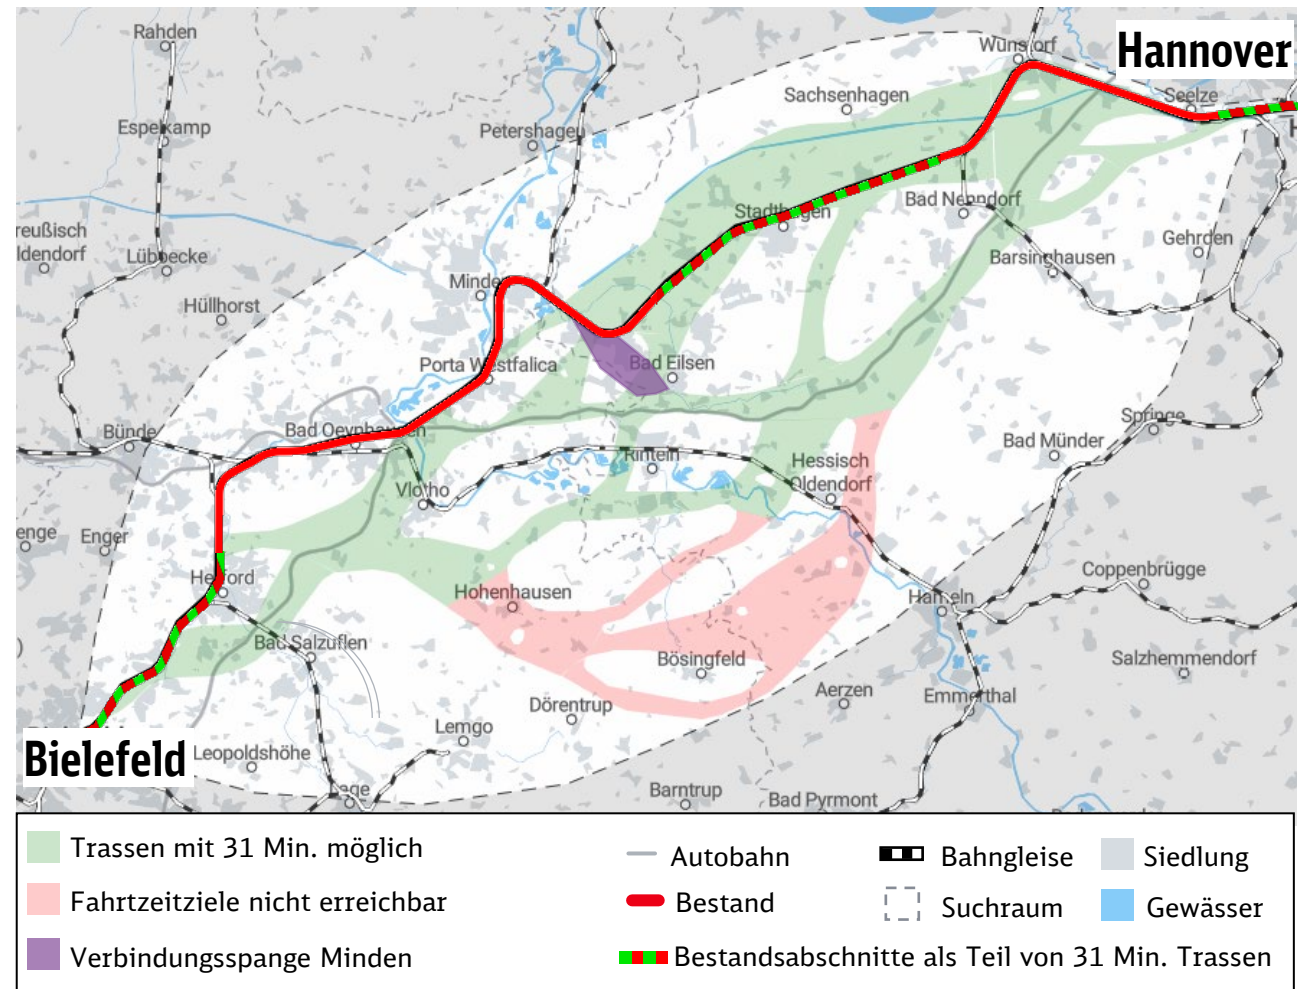 Rahden
Wunstorf
Hannover
Sachsenhagen
Seelze
Espelkamp
Petershagen
Stadthagen
Bad Nenndorf
reußisch
ldendorf
Lübbecke
Gehrden
Barsinghausen
Minden
Hüllhorst
Porta Westfalica
Bad Eilsen
Bünde
Bad Oeynhausen
Springe
Bad Münder
Rinteln
Hessisch
Oldendorf
Vlotho
enge
Enger
Herford
Hohenhausen
Coppenbrügge
Hameln
Bad Salzuflen
Bösingfeld
Salzhemmendorf
Aerzen
Emmerthal
Dörentrup
Lemgo
Bielefeld
Leopoldshöhe
age
Barntrup
Bad Pyrmont
Trassen mit 31 Min. möglich
Autobahn
Bahngleise
Siedlung
Fahrtzeitziele nicht erreichbar
Bestand
Suchraum
Gewässer
Verbindungsspange Minden
Bestandsabschnitte als Teil von 31 Min. Trassen